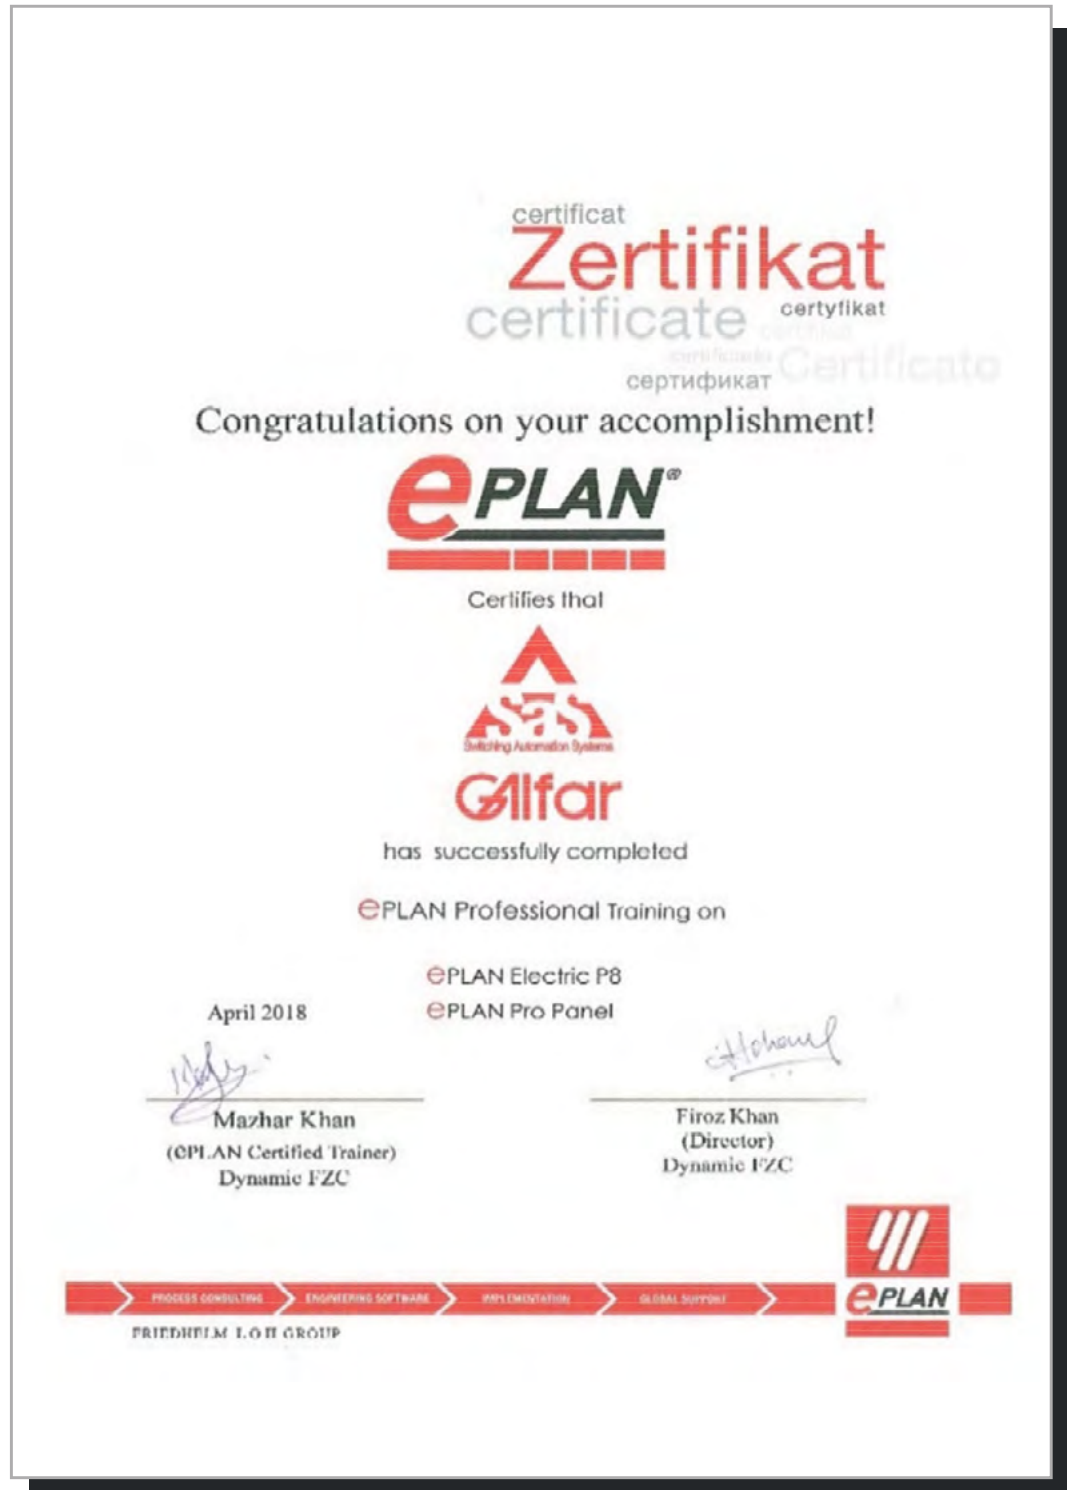 certificat
Zertifikat
certificate
certyfikat
Certificato
сертификат
Congratulations on your accomplishment!
ePLAN®
Certifies that
sas
Switching Automation Systems
GAlfar
has successfully completed
ePLAN Professional Training on
ePLAN Electric P8
April 2018
ePLAN Pro Panel
Mazhar Khan
(ePLAN Certified Trainer)
Dynamic FZC
Firoz Khan
(Director)
Dynamic FZC
PROCESS CONSULTING
ENGINEERING SOFTWARE
IMPLEMENTATION
GLOBAL SUPPORT
ePLAN
FRIEDHELM LOH GROUP